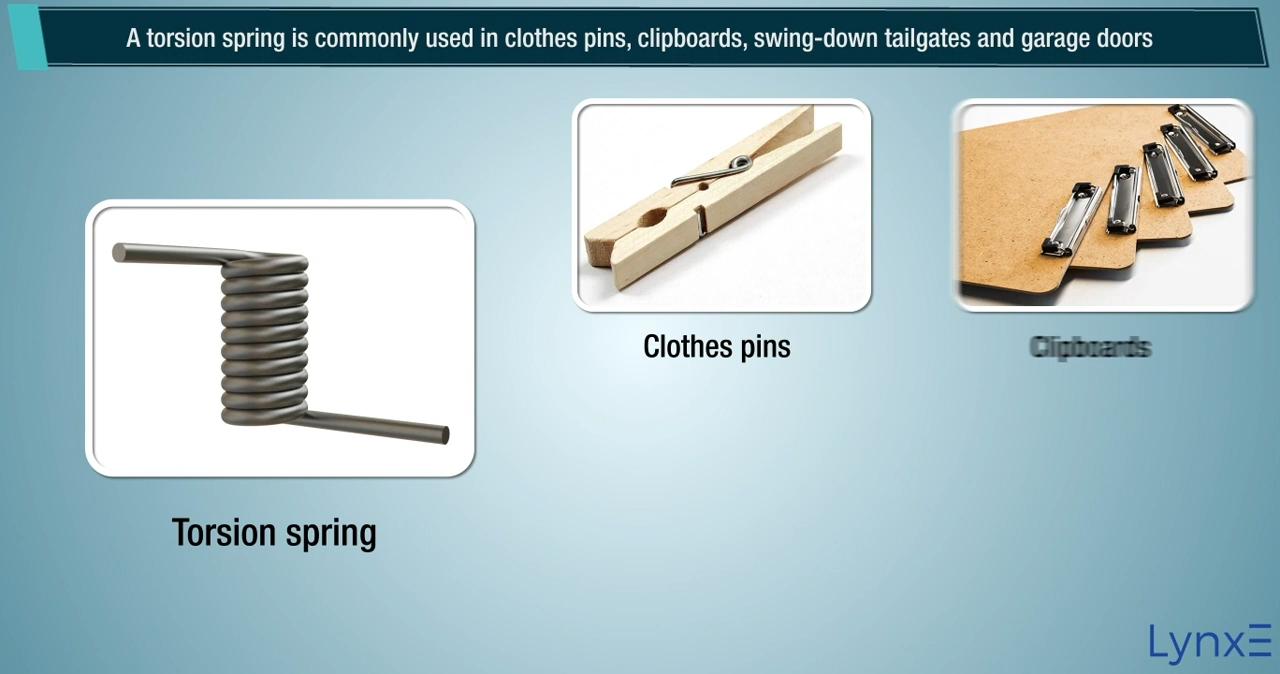 A torsion spring is commonly used in clothes pins, clipboards, swing-down tailgates and garage doors
Clothes pins
Clipboards
Torsion spring
LynxE